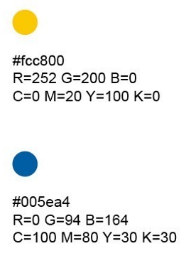 #fcc800
R=252 G=200 B=0
C=0 M=20 Y=100 K=0
#005ea4
R=0 G=94 B=164
C=100 M=80 Y=30 K=30